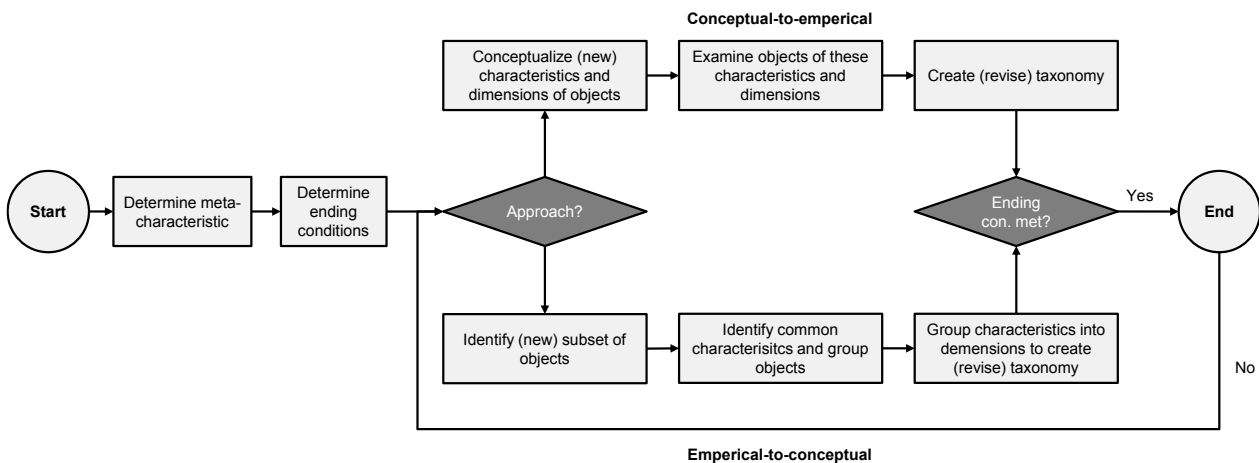 Conceptual-to-emperical
Conceptualize (new)
characteristics and
dimensions of objects
Examine objects of these
characteristics and
dimensions
Create (revise) taxonomy
Start
Determine meta-
characteristic
Determine
ending
conditions
Approach?
Ending
con. met?
Yes
End
Identify (new) subset of
objects
Identify common
characterisitcs and group
objects
Group characteristics into
demensions to create
(revise) taxonomy
No
Emperical-to-conceptual